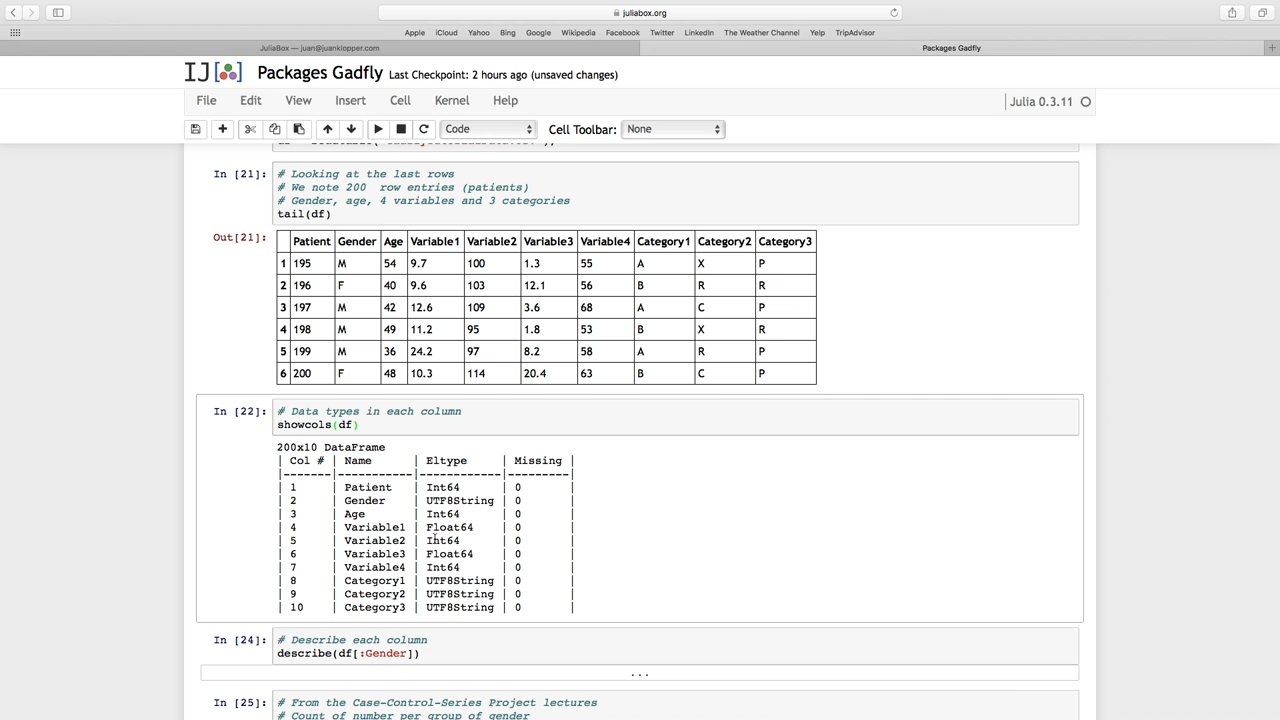 juliabox.org
Apple iCloud Yahoo Bing Google Wikipedia Facebook Twitter LinkedIn The Weather Channel Yelp TripAdvisor
JuliaBox — juan@juanklopper.com Packages Gadfly
IJ[ ] Packages Gadfly Last Checkpoint: 2 hours ago (unsaved changes)
File Edit View Insert Cell Kernel Help Julia 0.3.11
Code Cell Toolbar: None
In [21]: # Looking at the last rows
# We note 200  row entries (patients)
# Gender, age, 4 variables and 3 categories
tail(df)
Out[21]: Patient Gender Age Variable1 Variable2 Variable3 Variable4 Category1 Category2 Category3
1 195 M 54 9.7 100 1.3 55 A X P
2 196 F 40 9.6 103 12.1 56 B R R
3 197 M 42 12.6 109 3.6 68 A C P
4 198 M 49 11.2 95 1.8 53 B X R
5 199 M 36 24.2 97 8.2 58 A R P
6 200 F 48 10.3 114 20.4 63 B C P
In [22]: # Data types in each column
showcols(df)
200x10 DataFrame
| Col # | Name | Eltype | Missing |
|-------|-----------|------------|---------|
| 1 | Patient | Int64 | 0 |
| 2 | Gender | UTF8String | 0 |
| 3 | Age | Int64 | 0 |
| 4 | Variable1 | Float64 | 0 |
| 5 | Variable2 | Int64 | 0 |
| 6 | Variable3 | Float64 | 0 |
| 7 | Variable4 | Int64 | 0 |
| 8 | Category1 | UTF8String | 0 |
| 9 | Category2 | UTF8String | 0 |
| 10 | Category3 | UTF8String | 0 |
In [24]: # Describe each column
describe(df[:Gender])
...
In [25]: # From the Case-Control-Series Project lectures
# Count of number per group of gender